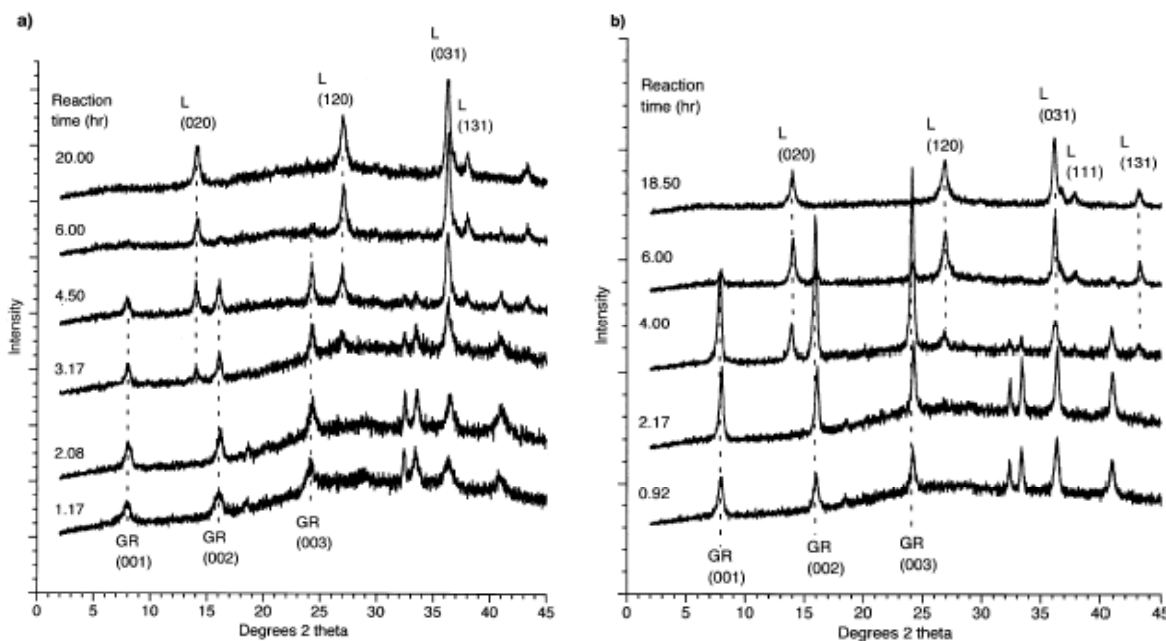 a)
L
(031)
L
(120)
L
(131)
L
(020)
Reaction
time (hr)
20.00
6.00
4.50
3.17
2.08
1.17
GR
(001)
GR
(002)
GR
(003)
Intensity
0 5 10 15 20 25 30 35 40 45
Degrees 2 theta
b)
L
(031)
L
(120)
L
(020)
L
(111)
L
(131)
Reaction
time (hr)
18.50
6.00
4.00
2.17
0.92
GR
(001)
GR
(002)
GR
(003)
Intensity
0 5 10 15 20 25 30 35 40 45
Degrees 2 theta